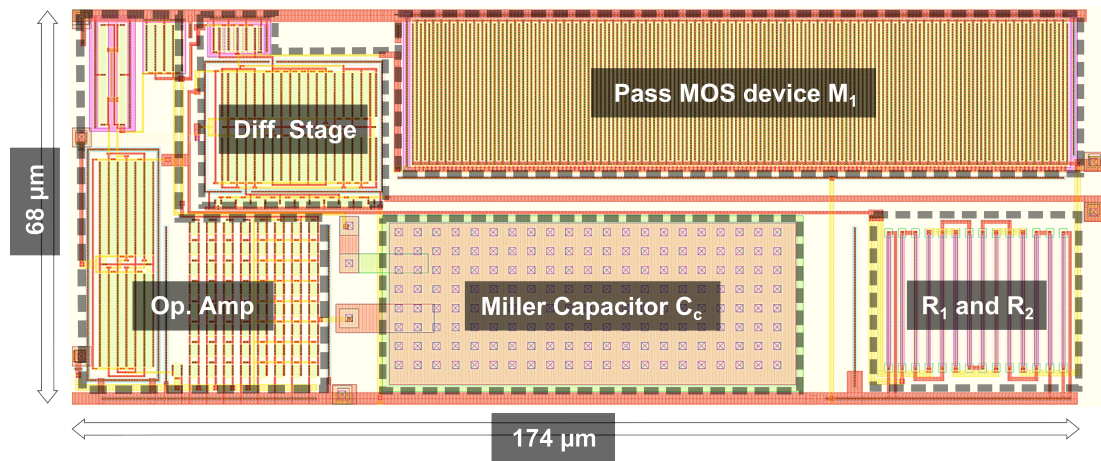 Pass MOS device M₁
Diff. Stage
68 μm
Op. Amp
Miller Capacitor Cc
R₁ and R₂
174 μm